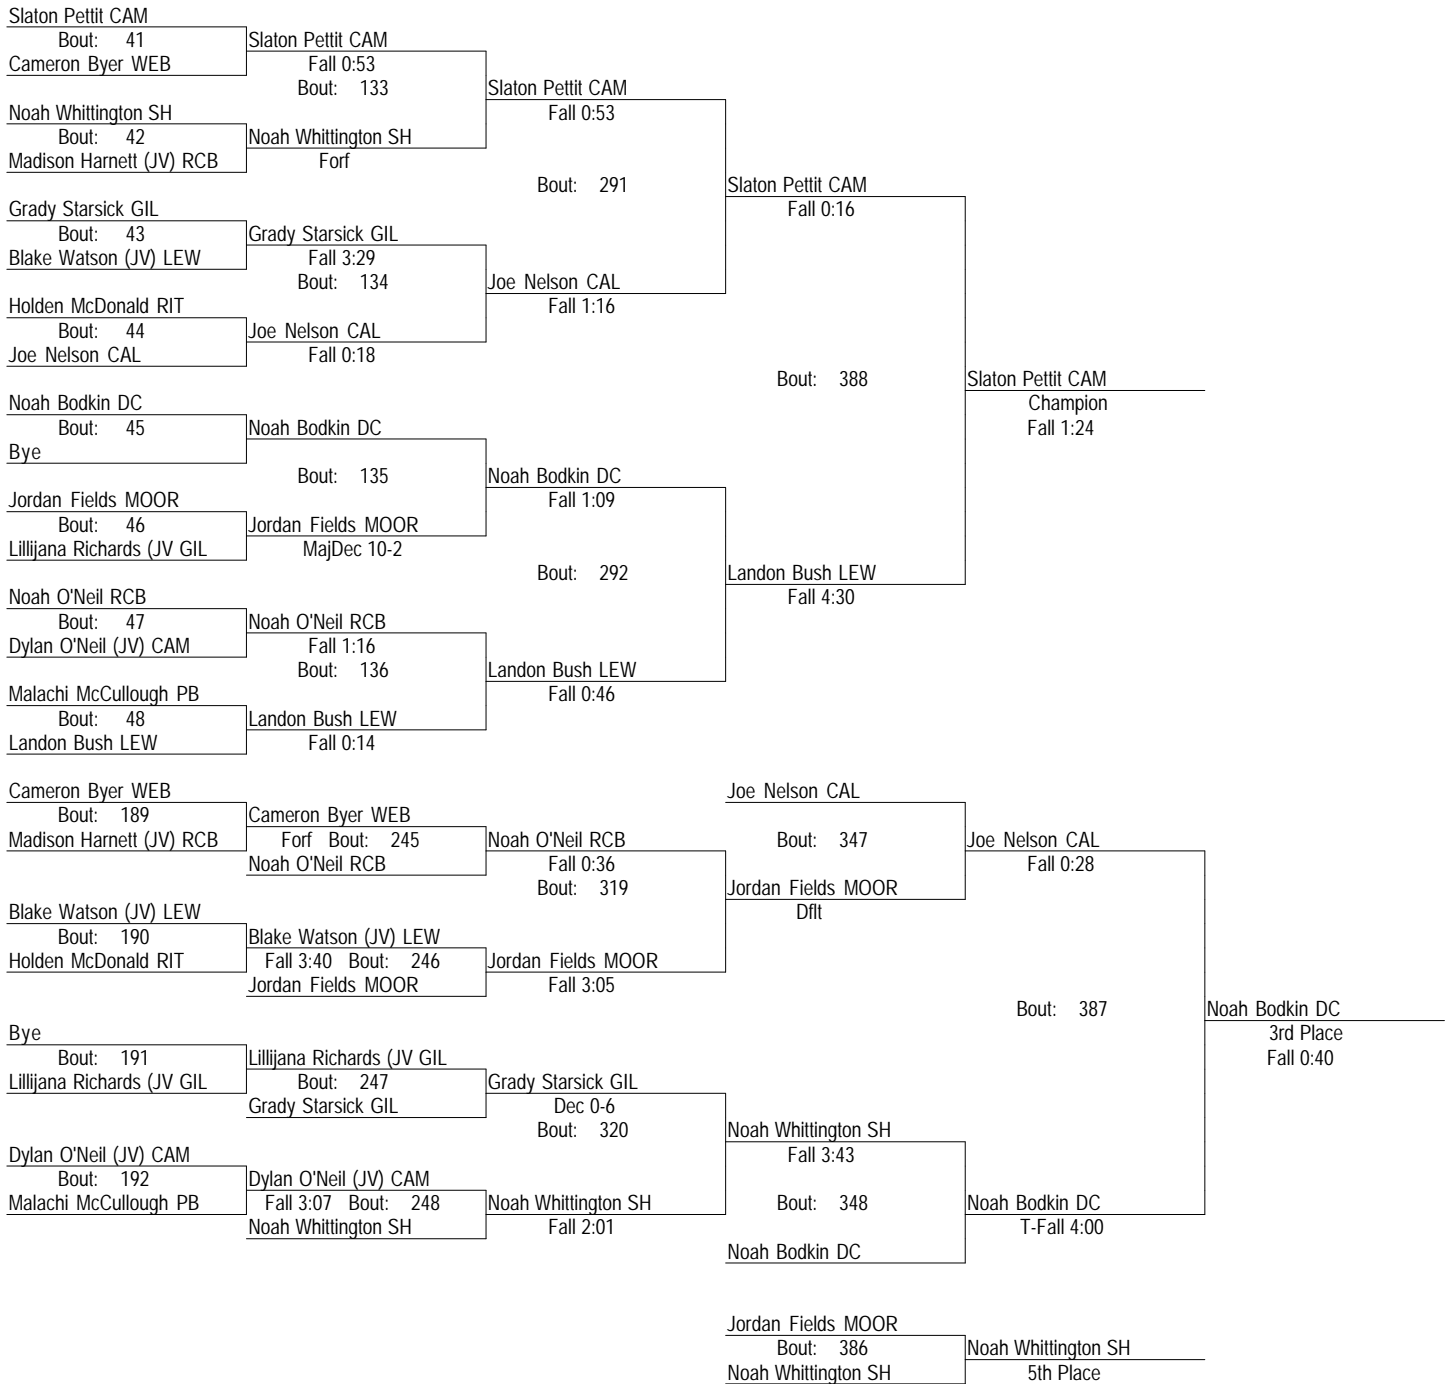 Slaton Pettit CAM
Bout: 41
Slaton Pettit CAM
Cameron Byer WEB
Fall 0:53
Bout: 133
Slaton Pettit CAM
Noah Whittington SH
Fall 0:53
Bout: 42
Noah Whittington SH
Madison Harnett (JV) RCB
Forf
Bout: 291
Slaton Pettit CAM
Grady Starsick GIL
Fall 0:16
Bout: 43
Grady Starsick GIL
Blake Watson (JV) LEW
Fall 3:29
Bout: 134
Joe Nelson CAL
Holden McDonald RIT
Fall 1:16
Bout: 44
Joe Nelson CAL
Joe Nelson CAL
Fall 0:18
Bout: 388
Slaton Pettit CAM
Noah Bodkin DC
Champion
Bout: 45
Noah Bodkin DC
Fall 1:24
Bye
Bout: 135
Noah Bodkin DC
Jordan Fields MOOR
Fall 1:09
Bout: 46
Jordan Fields MOOR
Lillijana Richards (JV GIL
MajDec 10-2
Bout: 292
Landon Bush LEW
Noah O'Neil RCB
Fall 4:30
Bout: 47
Noah O'Neil RCB
Dylan O'Neil (JV) CAM
Fall 1:16
Bout: 136
Landon Bush LEW
Malachi McCullough PB
Fall 0:46
Bout: 48
Landon Bush LEW
Landon Bush LEW
Fall 0:14
Cameron Byer WEB
Joe Nelson CAL
Bout: 189
Cameron Byer WEB
Madison Harnett (JV) RCB
Forf Bout: 245
Noah O'Neil RCB
Bout: 347
Joe Nelson CAL
Noah O'Neil RCB
Fall 0:36
Fall 0:28
Bout: 319
Jordan Fields MOOR
Blake Watson (JV) LEW
Dflt
Bout: 190
Blake Watson (JV) LEW
Holden McDonald RIT
Fall 3:40 Bout: 246
Jordan Fields MOOR
Jordan Fields MOOR
Fall 3:05
Bout: 387
Noah Bodkin DC
Bye
3rd Place
Bout: 191
Lillijana Richards (JV GIL
Fall 0:40
Lillijana Richards (JV GIL
Bout: 247
Grady Starsick GIL
Grady Starsick GIL
Dec 0-6
Bout: 320
Noah Whittington SH
Dylan O'Neil (JV) CAM
Fall 3:43
Bout: 192
Dylan O'Neil (JV) CAM
Malachi McCullough PB
Fall 3:07 Bout: 248
Noah Whittington SH
Bout: 348
Noah Bodkin DC
Noah Whittington SH
Fall 2:01
T-Fall 4:00
Noah Bodkin DC
Jordan Fields MOOR
Bout: 386
Noah Whittington SH
Noah Whittington SH
5th Place